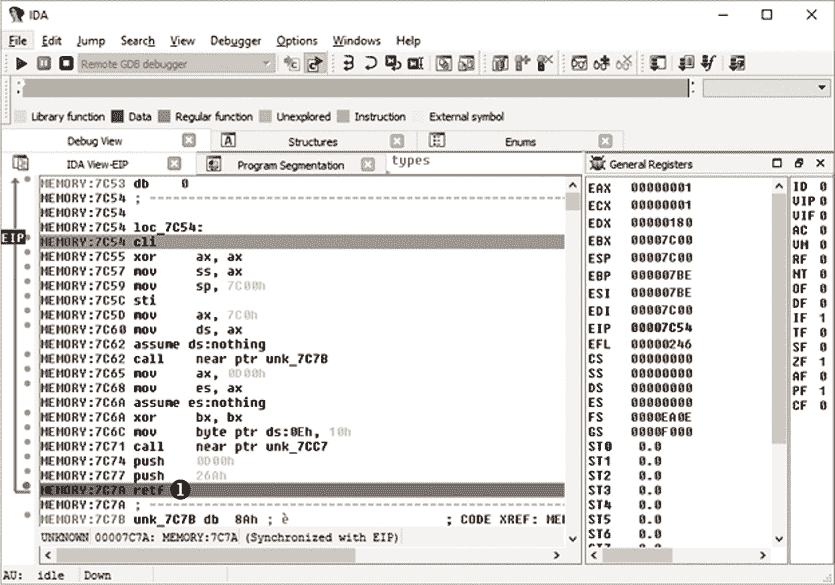 IDA
File Edit Jump Search View Debugger Options Windows Help
Remote GDB debugger
Library function Data Regular function Unexplored Instruction External symbol
Debug View Structures Enums
IDA View-EIP Program Segmentation types
MEMORY:7C53 db 0
MEMORY:7C54 ; ----------------------------------------------------------
MEMORY:7C54
MEMORY:7C54 loc_7C54:
EIP MEMORY:7C54 cli
MEMORY:7C55 xor ax, ax
MEMORY:7C57 mov ss, ax
MEMORY:7C59 mov sp, 7C00h
MEMORY:7C5C sti
MEMORY:7C5D mov ax, 7C0h
MEMORY:7C60 mov ds, ax
MEMORY:7C62 assume ds:nothing
MEMORY:7C62 call near ptr unk_7C7B
MEMORY:7C65 mov ax, 0D00h
MEMORY:7C68 mov es, ax
MEMORY:7C6A assume es:nothing
MEMORY:7C6A xor bx, bx
MEMORY:7C6C mov byte ptr ds:0Eh, 10h
MEMORY:7C71 call near ptr unk_7CC7
MEMORY:7C74 push 0D00h
MEMORY:7C77 push 26Ah
MEMORY:7C7A retf ❶
MEMORY:7C7A ; ----------------------------------------------------------
MEMORY:7C7B unk_7C7B db 8Ah ; è ; CODE XREF: MEM
UNKNOWN 00007C7A: MEMORY:7C7A (Synchronized with EIP)
General Registers
EAX 00000001
ECX 00000001
EDX 00000180
EBX 00007C00
ESP 00007C00
EBP 000007BE
ESI 000007BE
EDI 00007C00
EIP 00007C54
EFL 00000246
CS 00000000
SS 00000000
DS 00000000
ES 00000000
FS 0000EA0E
GS 0000F000
ST0 0.0
ST1 0.0
ST2 0.0
ST3 0.0
ST4 0.0
ST5 0.0
ST6 0.0
ID 0
VIP 0
VIF 0
AC 0
VM 0
RF 0
NT 0
OF 0
DF 0
IF 1
TF 0
SF 0
ZF 1
AF 0
PF 1
CF 0
AU: idle Down